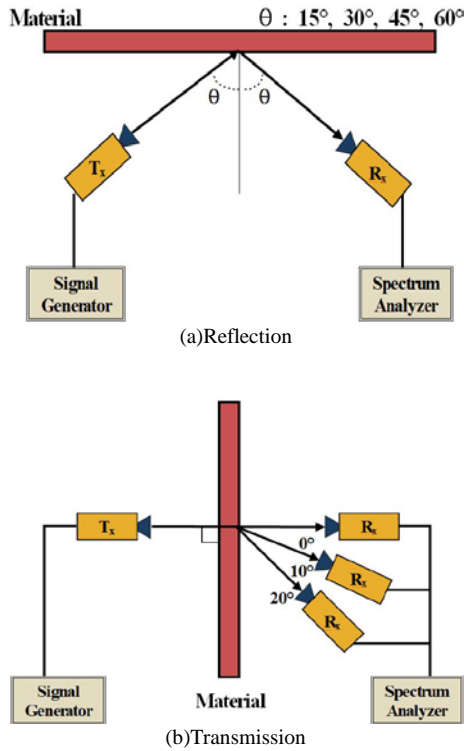 Material θ : 15°, 30°, 45°, 60°
θ θ
Tx Rx
Signal
Generator
Spectrum
Analyzer
(a)Reflection
Tx Rx
0°
10°
Rx
20°
Rx
Signal
Generator
Material
Spectrum
Analyzer
(b)Transmission